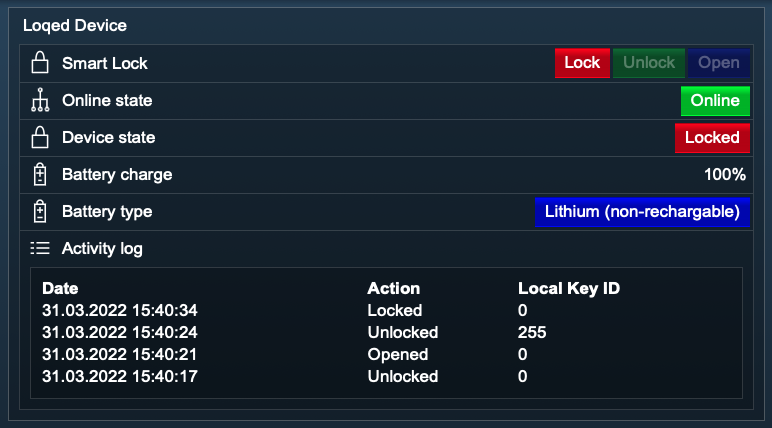 Loqed Device
Smart Lock Lock Unlock Open
Online state Online
Device state Locked
Battery charge 100%
Battery type Lithium (non-rechargable)
Activity log
Date Action Local Key ID
31.03.2022 15:40:34 Locked 0
31.03.2022 15:40:24 Unlocked 255
31.03.2022 15:40:21 Opened 0
31.03.2022 15:40:17 Unlocked 0